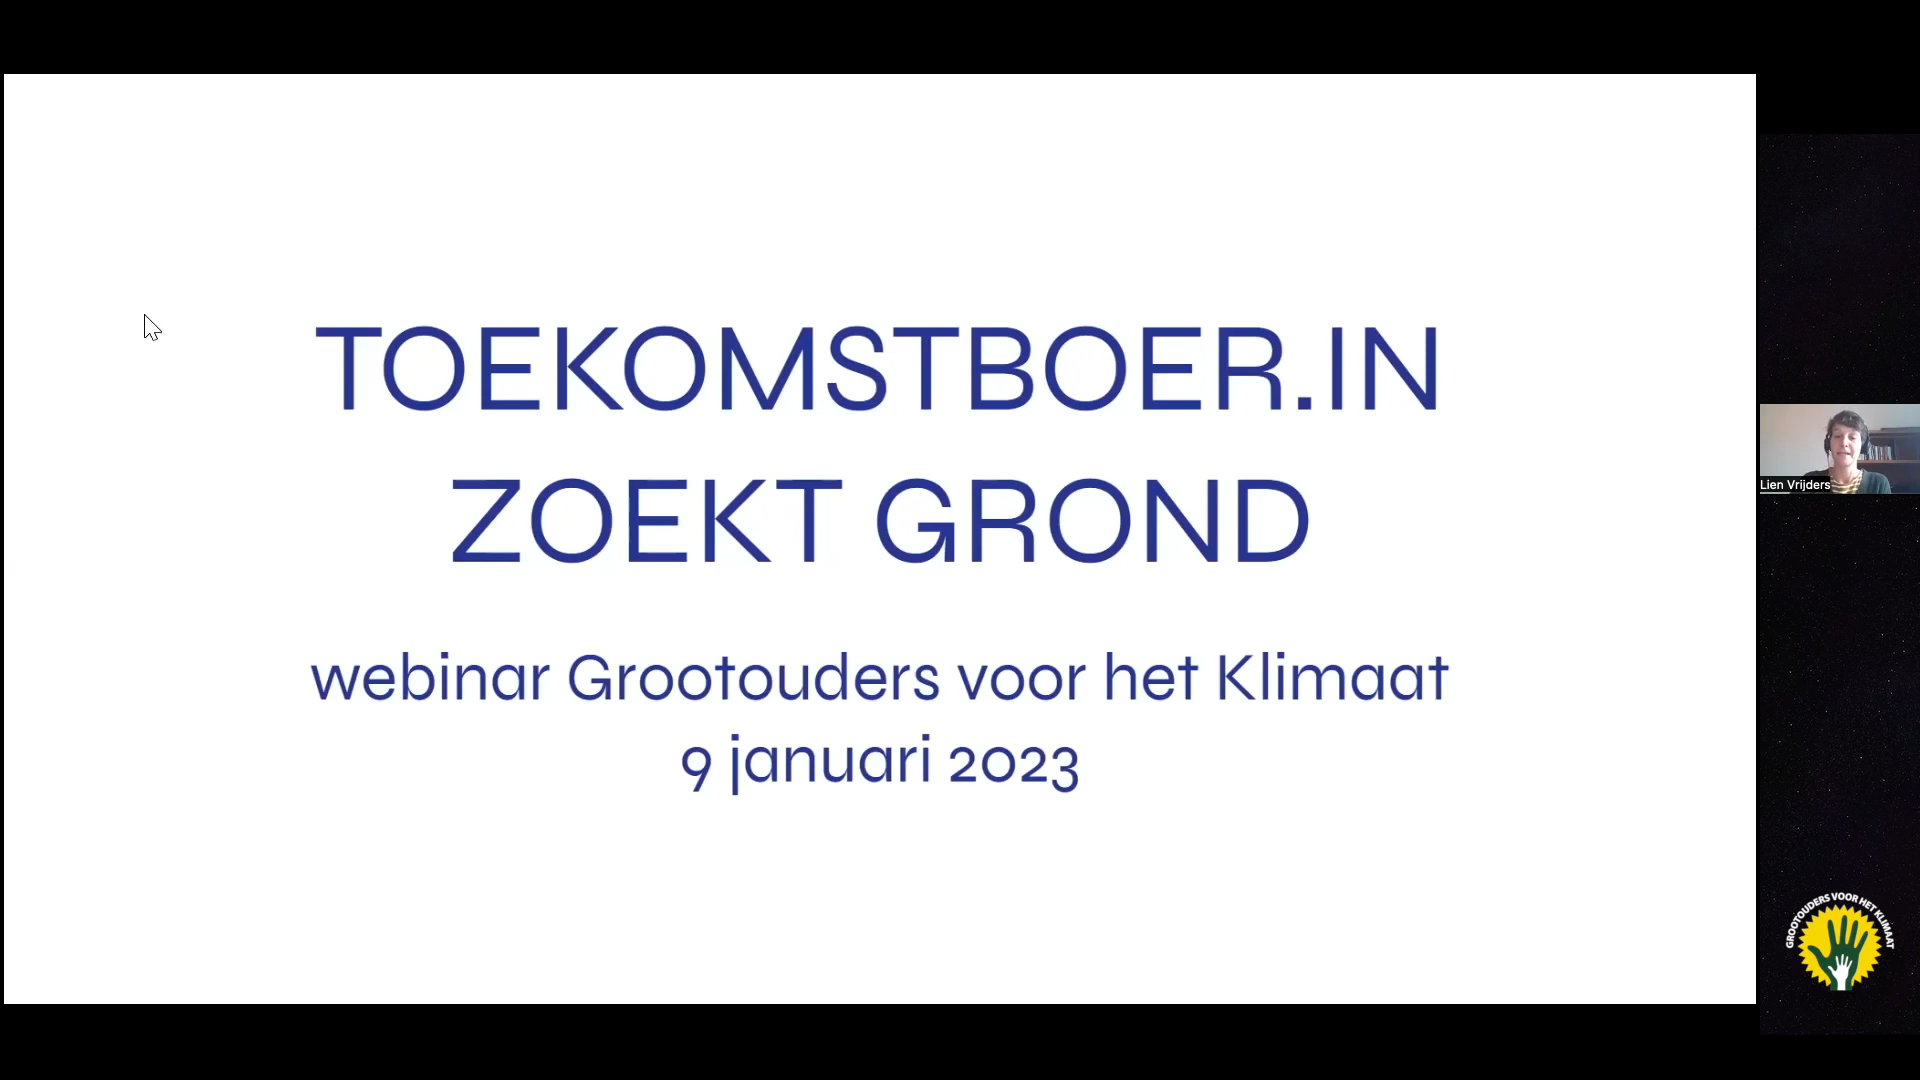 TOEKOMSTBOER.IN
ZOEKT GROND
webinar Grootouders voor het Klimaat
9 januari 2023
Lien Vrijders
GROOTOUDERS VOOR HET KLIMAAT